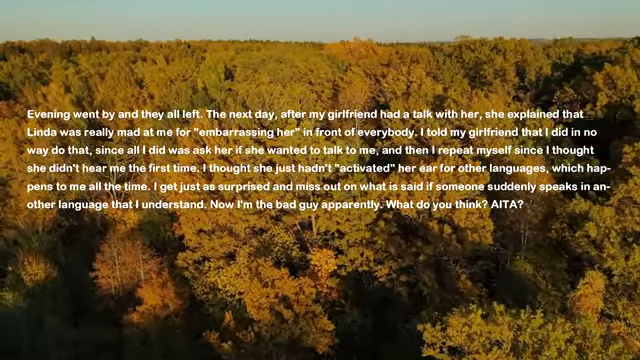 Evening went by and they all left. The next day, after my girlfriend had a talk with her, she explained that
Linda was really mad at me for "embarrassing her" in front of everybody. I told my girlfriend that I did in no
way do that, since all I did was ask her if she wanted to talk to me, and then I repeat myself since I thought
she didn't hear me the first time. I thought she just hadn't "activated" her ear for other languages, which hap-
pens to me all the time. I get just as surprised and miss out on what is said if someone suddenly speaks in an-
other language that I understand. Now I'm the bad guy apparently. What do you think? AITA?